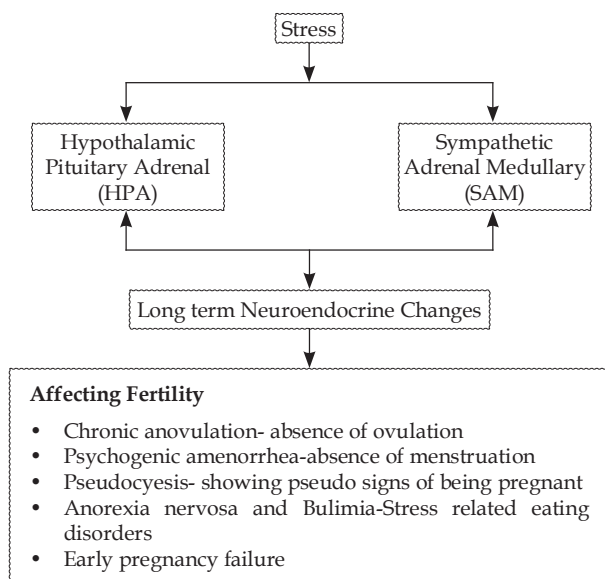 Stress
Hypothalamic
Pituitary Adrenal
(HPA)
Sympathetic
Adrenal Medullary
(SAM)
Long term Neuroendocrine Changes
Affecting Fertility
• Chronic anovulation- absence of ovulation
• Psychogenic amenorrhea-absence of menstruation
• Pseudocyesis- showing pseudo signs of being pregnant
• Anorexia nervosa and Bulimia-Stress related eating
disorders
• Early pregnancy failure